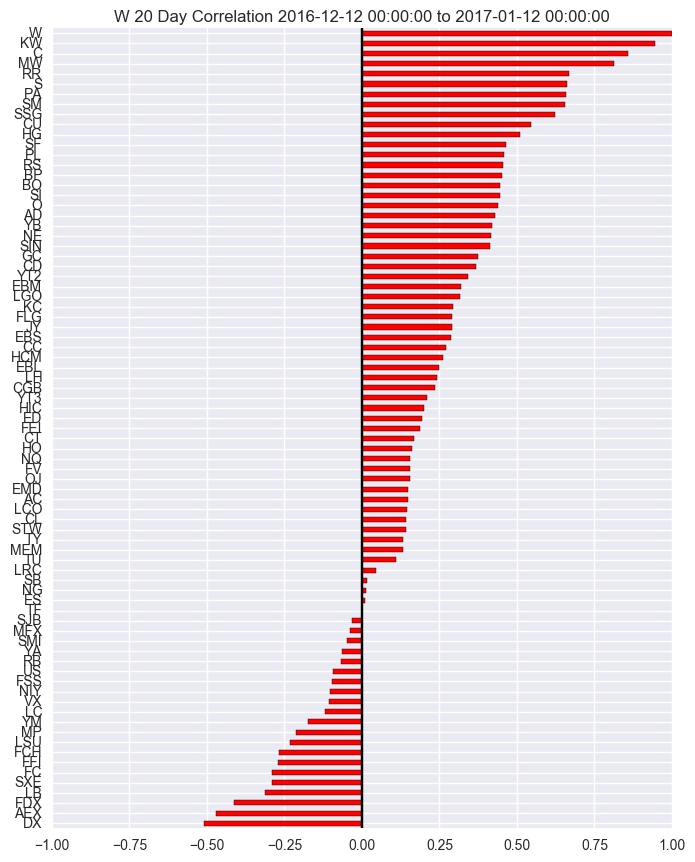 W 20 Day Correlation 2016-12-12 00:00:00 to 2017-01-12 00:00:00
W
KW
C
MW
RR
S
PA
SM
SSG
CU
HG
SF
PL
RS
BP
BO
SI
O
AD
YB
NE
SIN
GC
CD
YT2
EBM
LGO
KC
FLG
JY
EBS
CC
HCM
EBL
LH
CGB
YT3
HIC
ED
FEI
CT
HO
NQ
FV
OJ
EMD
AC
LCO
CL
STW
TY
MEM
TU
LRC
SB
NG
ES
TF
SJB
MFX
SMI
YA
RB
US
FSS
NIY
VX
LC
YM
MP
LSU
FCH
EFI
FC
SXE
LB
FDX
AEX
DX
−1.00 −0.75 −0.50 −0.25 0.00 0.25 0.50 0.75 1.00